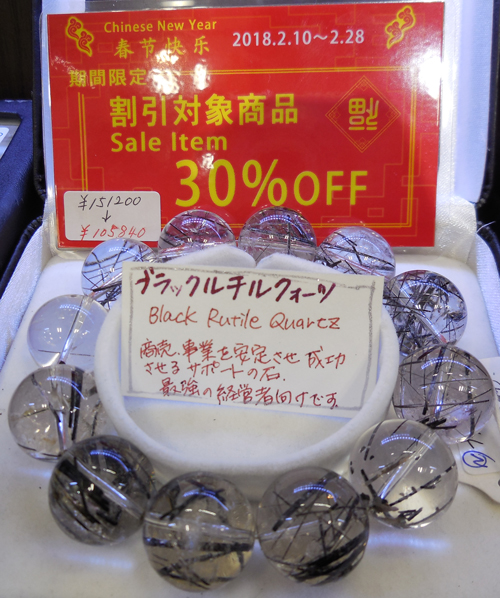 Chinese New Year
春节快乐
2018.2.10～2.28
期間限定
割引対象商品
Sale Item
福
30%OFF
¥151200
↓
¥105840
ブラックルチルクォーツ
Black Rutile Quartz
商売、事業を安定させ成功
させるサポートの石。
最強の経営者向けです。